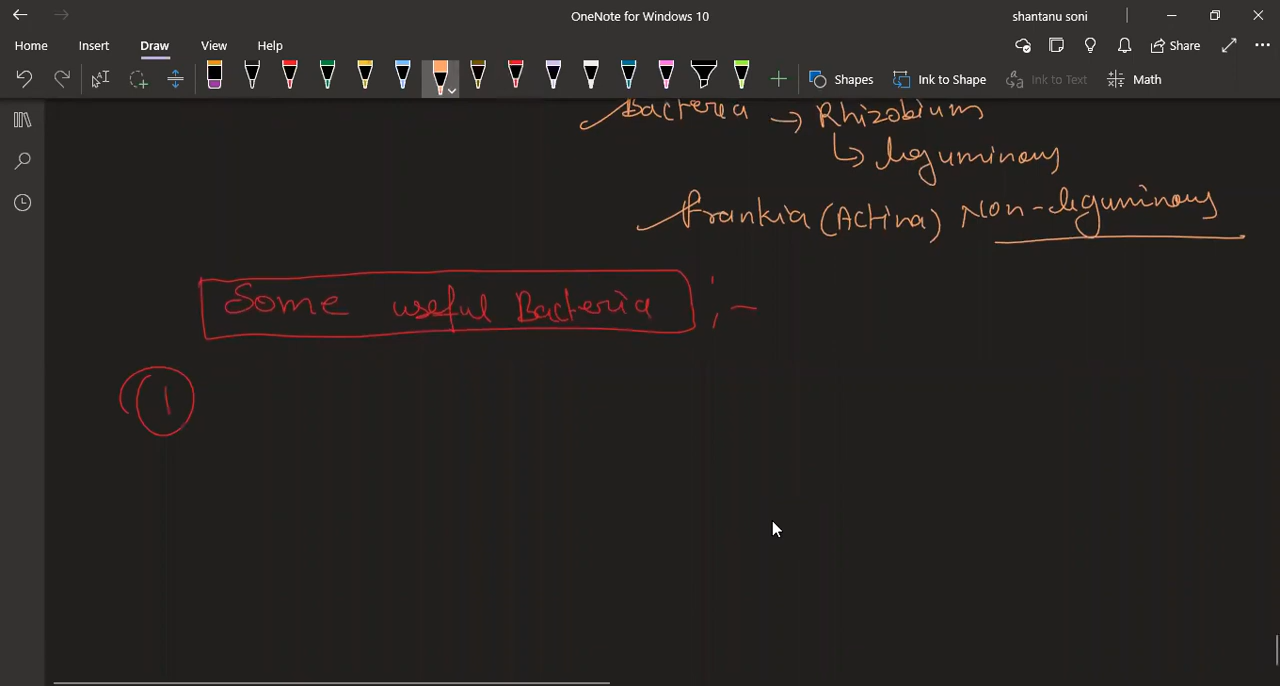 OneNote for Windows 10
shantanu soni
Home Insert Draw View Help
Share
Shapes Ink to Shape Ink to Text Math
Bacteria → Rhizobium
↳ leguminous
Frankia (Actina) Non-leguminous
Some useful Bacteria :-
1